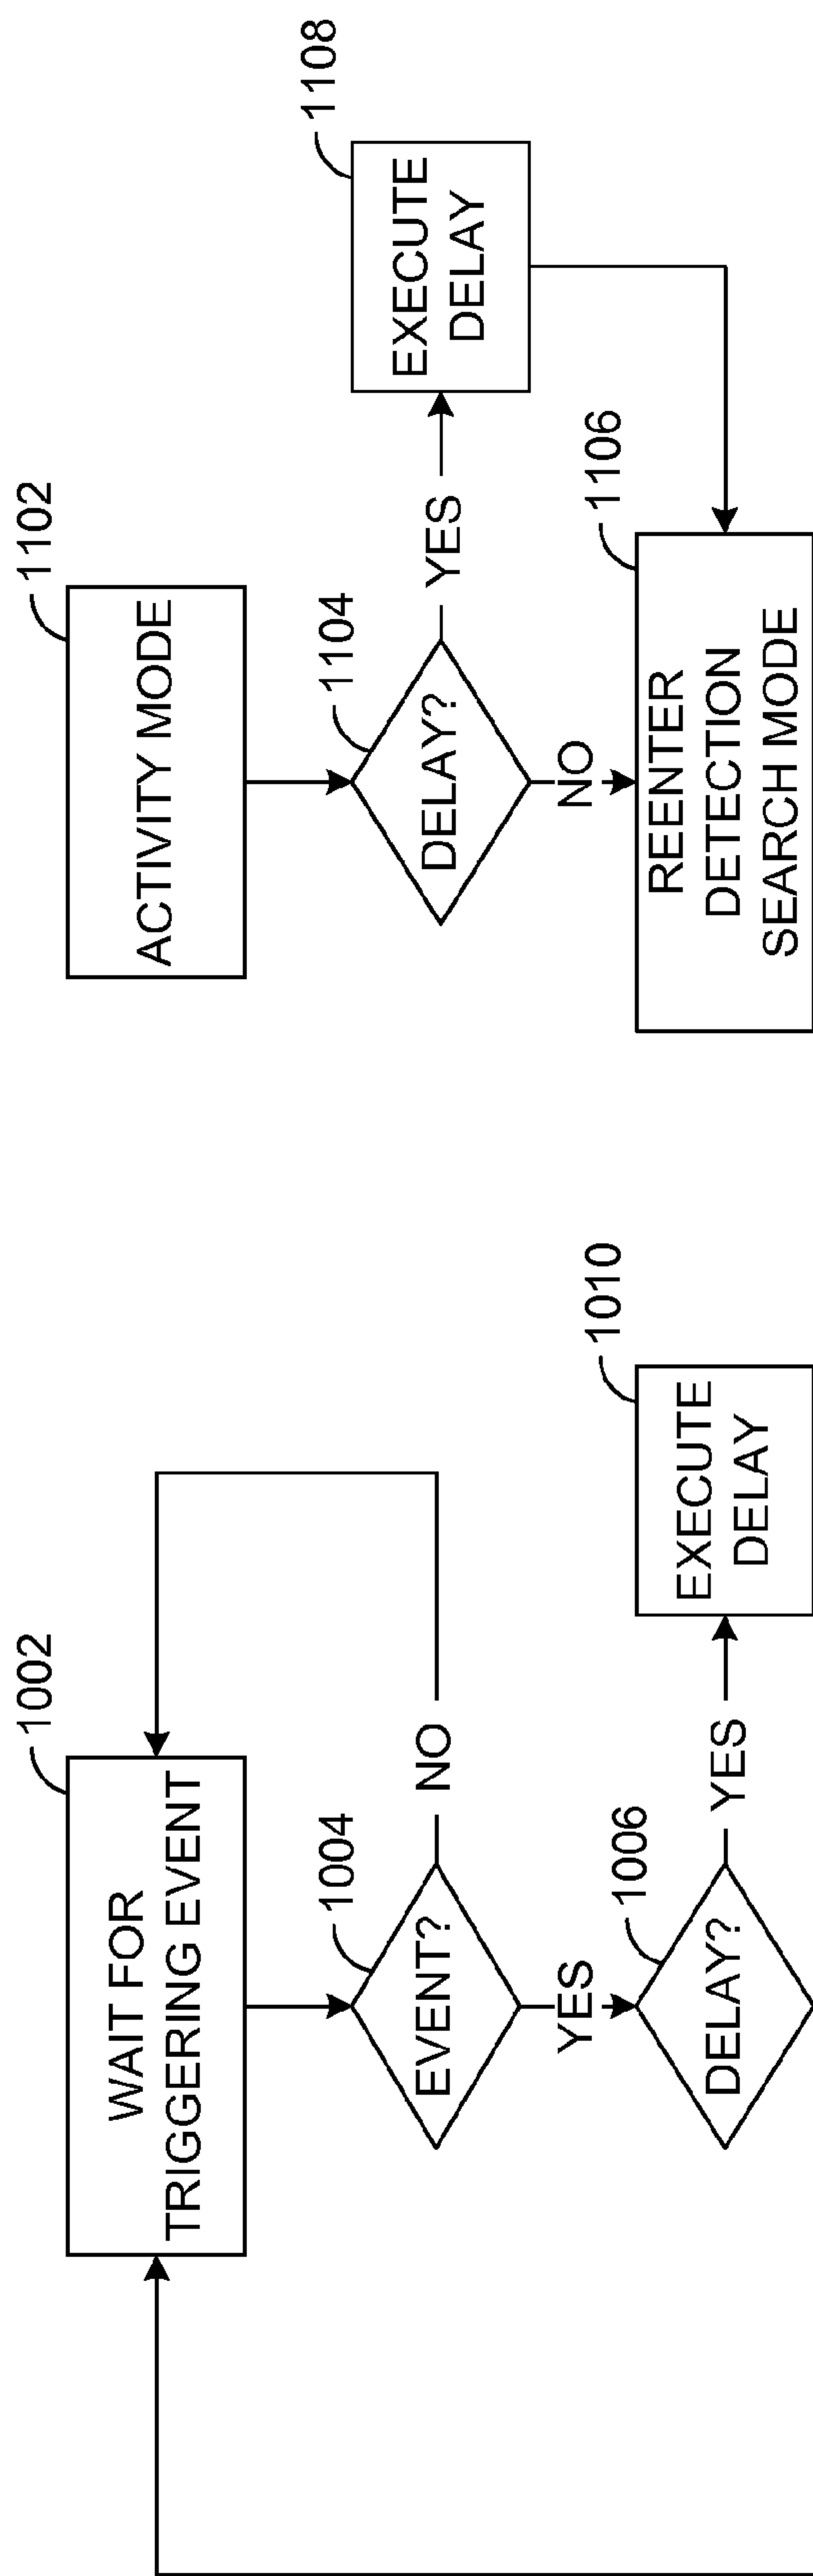 1002
WAIT FOR
TRIGGERING EVENT
1004
EVENT?
NO
YES
1006
DELAY?
YES
1010
EXECUTE
DELAY
1102
ACTIVITY MODE
1104
DELAY?
YES
1108
EXECUTE
DELAY
NO
1106
REENTER
DETECTION
SEARCH MODE